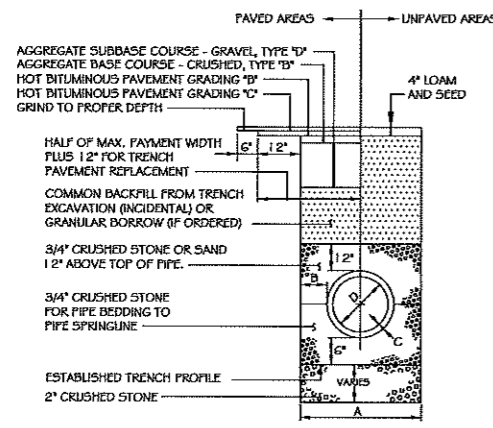 PAVED AREAS
UNPAVED AREAS
AGGREGATE SUBBASE COURSE - GRAVEL, TYPE "D"
AGGREGATE BASE COURSE - CRUSHED, TYPE "B"
HOT BITUMINOUS PAVEMENT GRADING "B"
HOT BITUMINOUS PAVEMENT GRADING "C"
GRIND TO PROPER DEPTH
4" LOAM
AND SEED
6"
12"
HALF OF MAX. PAYMENT WIDTH
PLUS 12" FOR TRENCH
PAVEMENT REPLACEMENT
COMMON BACKFILL FROM TRENCH
EXCAVATION (INCIDENTAL) OR
GRANULAR BORROW (IF ORDERED)
3/4" CRUSHED STONE OR SAND
12" ABOVE TOP OF PIPE.
12"
B
D
3/4" CRUSHED STONE
FOR PIPE BEDDING TO
PIPE SPRINGLINE
C
6"
ESTABLISHED TRENCH PROFILE
VARIES
2" CRUSHED STONE
A